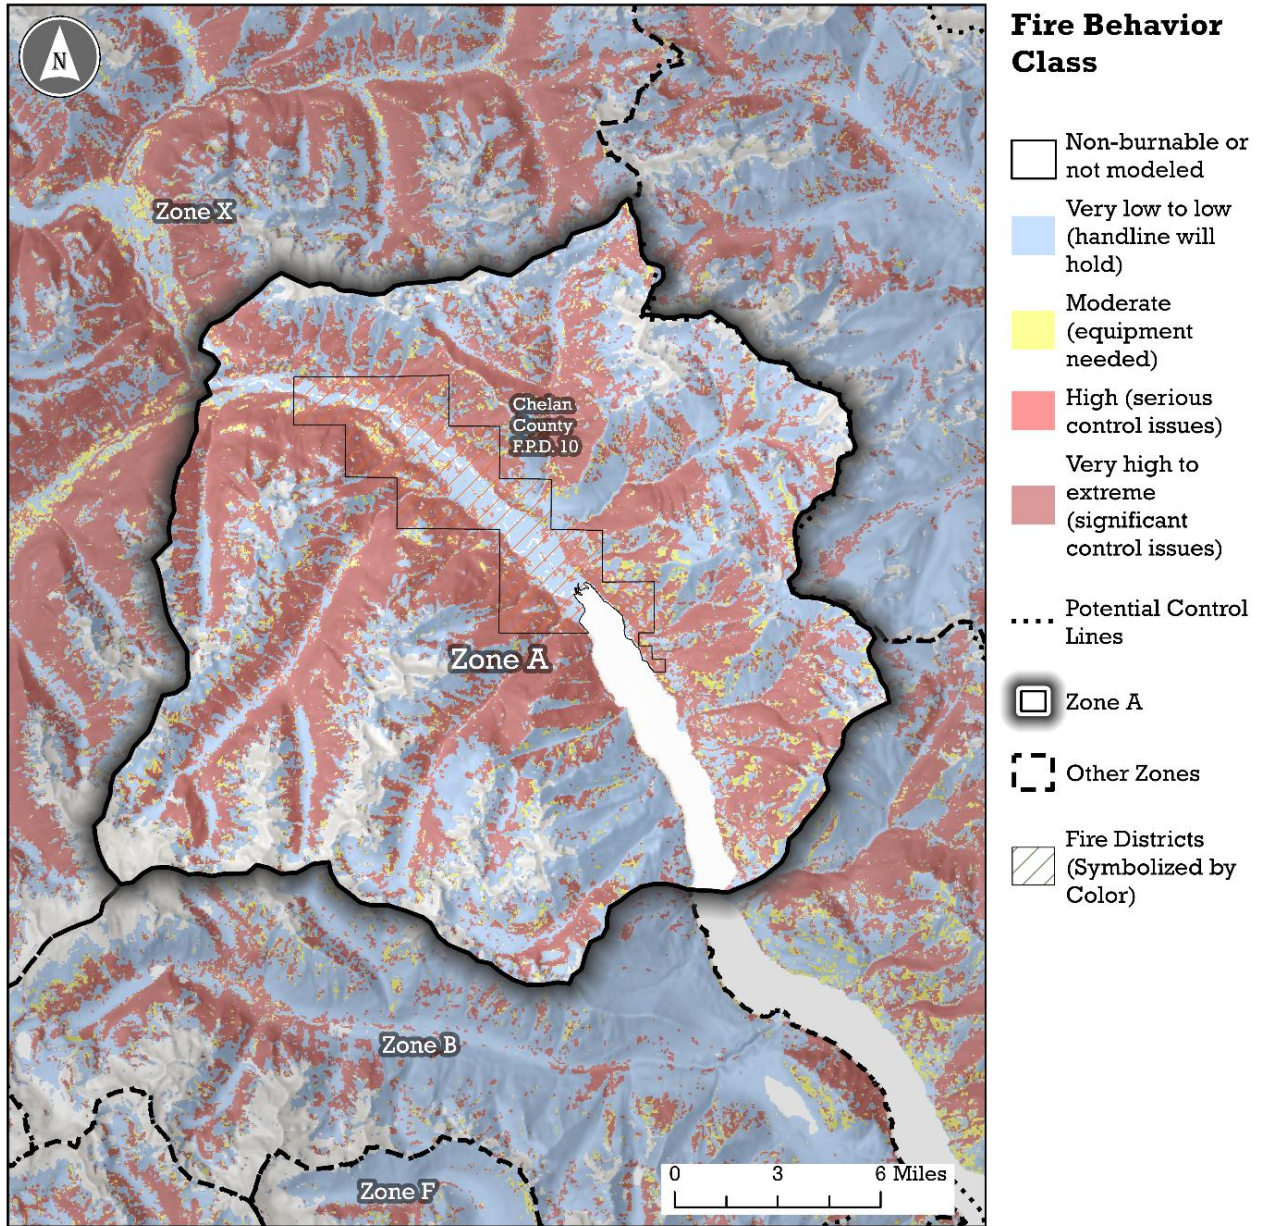 N
Zone X
Chelan
County
F.P.D. 10
Zone A
Zone B
Zone F
0 3 6 Miles
Fire Behavior
Class
Non-burnable or
not modeled
Very low to low
(handline will
hold)
Moderate
(equipment
needed)
High (serious
control issues)
Very high to
extreme
(significant
control issues)
Potential Control
Lines
Zone A
Other Zones
Fire Districts
(Symbolized by
Color)